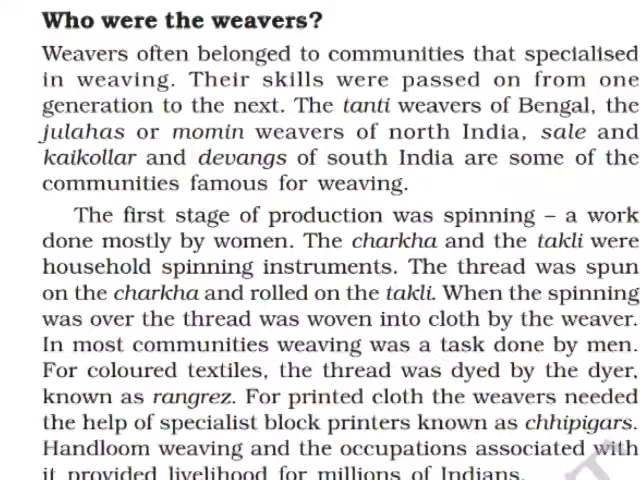 Who were the weavers?
Weavers often belonged to communities that specialised
in weaving. Their skills were passed on from one
generation to the next. The tanti weavers of Bengal, the
julahas or momin weavers of north India, sale and
kaikollar and devangs of south India are some of the
communities famous for weaving.
The first stage of production was spinning – a work
done mostly by women. The charkha and the takli were
household spinning instruments. The thread was spun
on the charkha and rolled on the takli. When the spinning
was over the thread was woven into cloth by the weaver.
In most communities weaving was a task done by men.
For coloured textiles, the thread was dyed by the dyer,
known as rangrez. For printed cloth the weavers needed
the help of specialist block printers known as chhipigars.
Handloom weaving and the occupations associated with
it provided livelihood for millions of Indians.